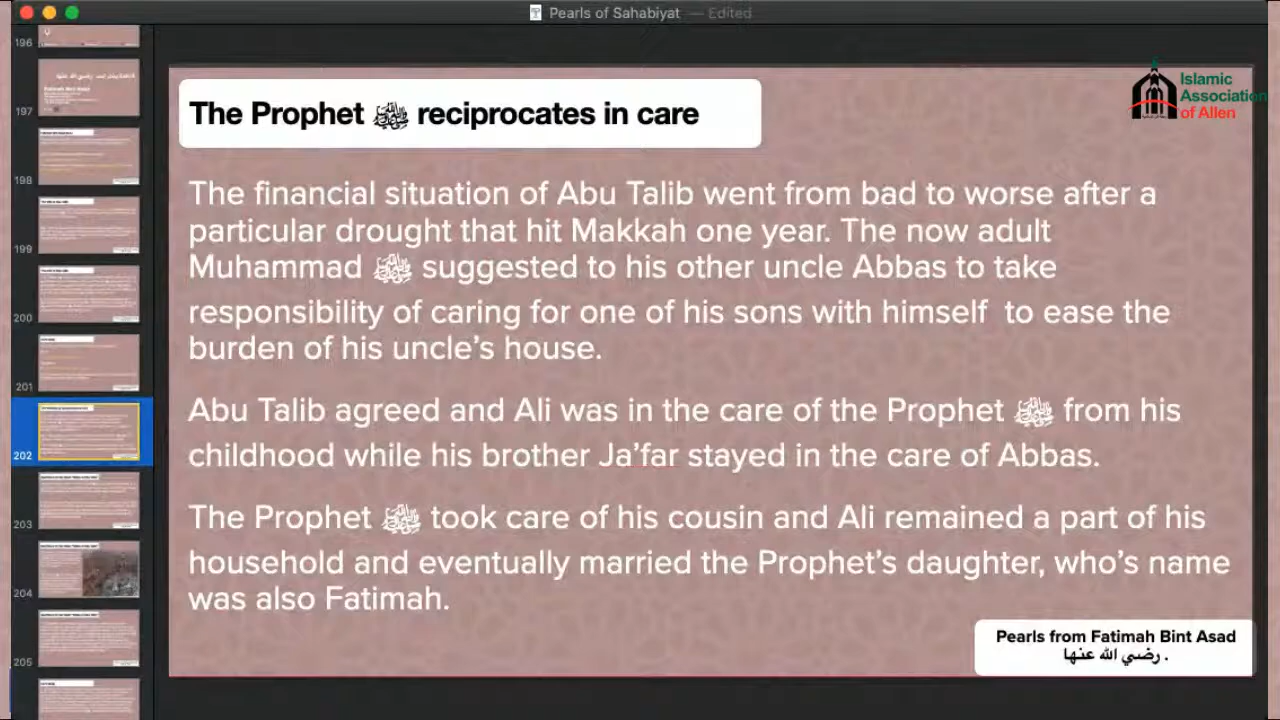 Pearls of Sahabiyat — Edited
196
197
198
199
200
201
202
203
204
205
Islamic
Association
of Allen
The Prophet ﷺ reciprocates in care
The financial situation of Abu Talib went from bad to worse after a
particular drought that hit Makkah one year. The now adult
Muhammad ﷺ suggested to his other uncle Abbas to take
responsibility of caring for one of his sons with himself to ease the
burden of his uncle’s house.
Abu Talib agreed and Ali was in the care of the Prophet ﷺ from his
childhood while his brother Ja’far stayed in the care of Abbas.
The Prophet ﷺ took care of his cousin and Ali remained a part of his
household and eventually married the Prophet’s daughter, who’s name
was also Fatimah.
Pearls from Fatimah Bint Asad
رضي الله عنها .